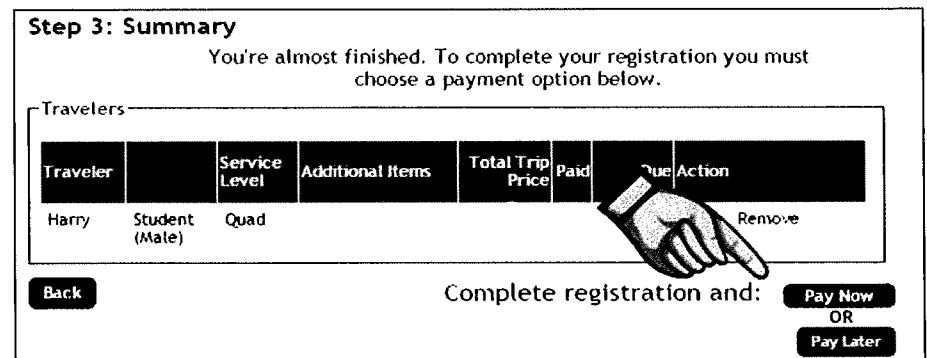 Step 3: Summary
You're almost finished. To complete your registration you must
choose a payment option below.
Travelers
Traveler Service Level Additional Items Total Trip Price Paid Due Action
Harry Student (Male) Quad Remove
Back
Complete registration and: Pay Now
OR
Pay Later